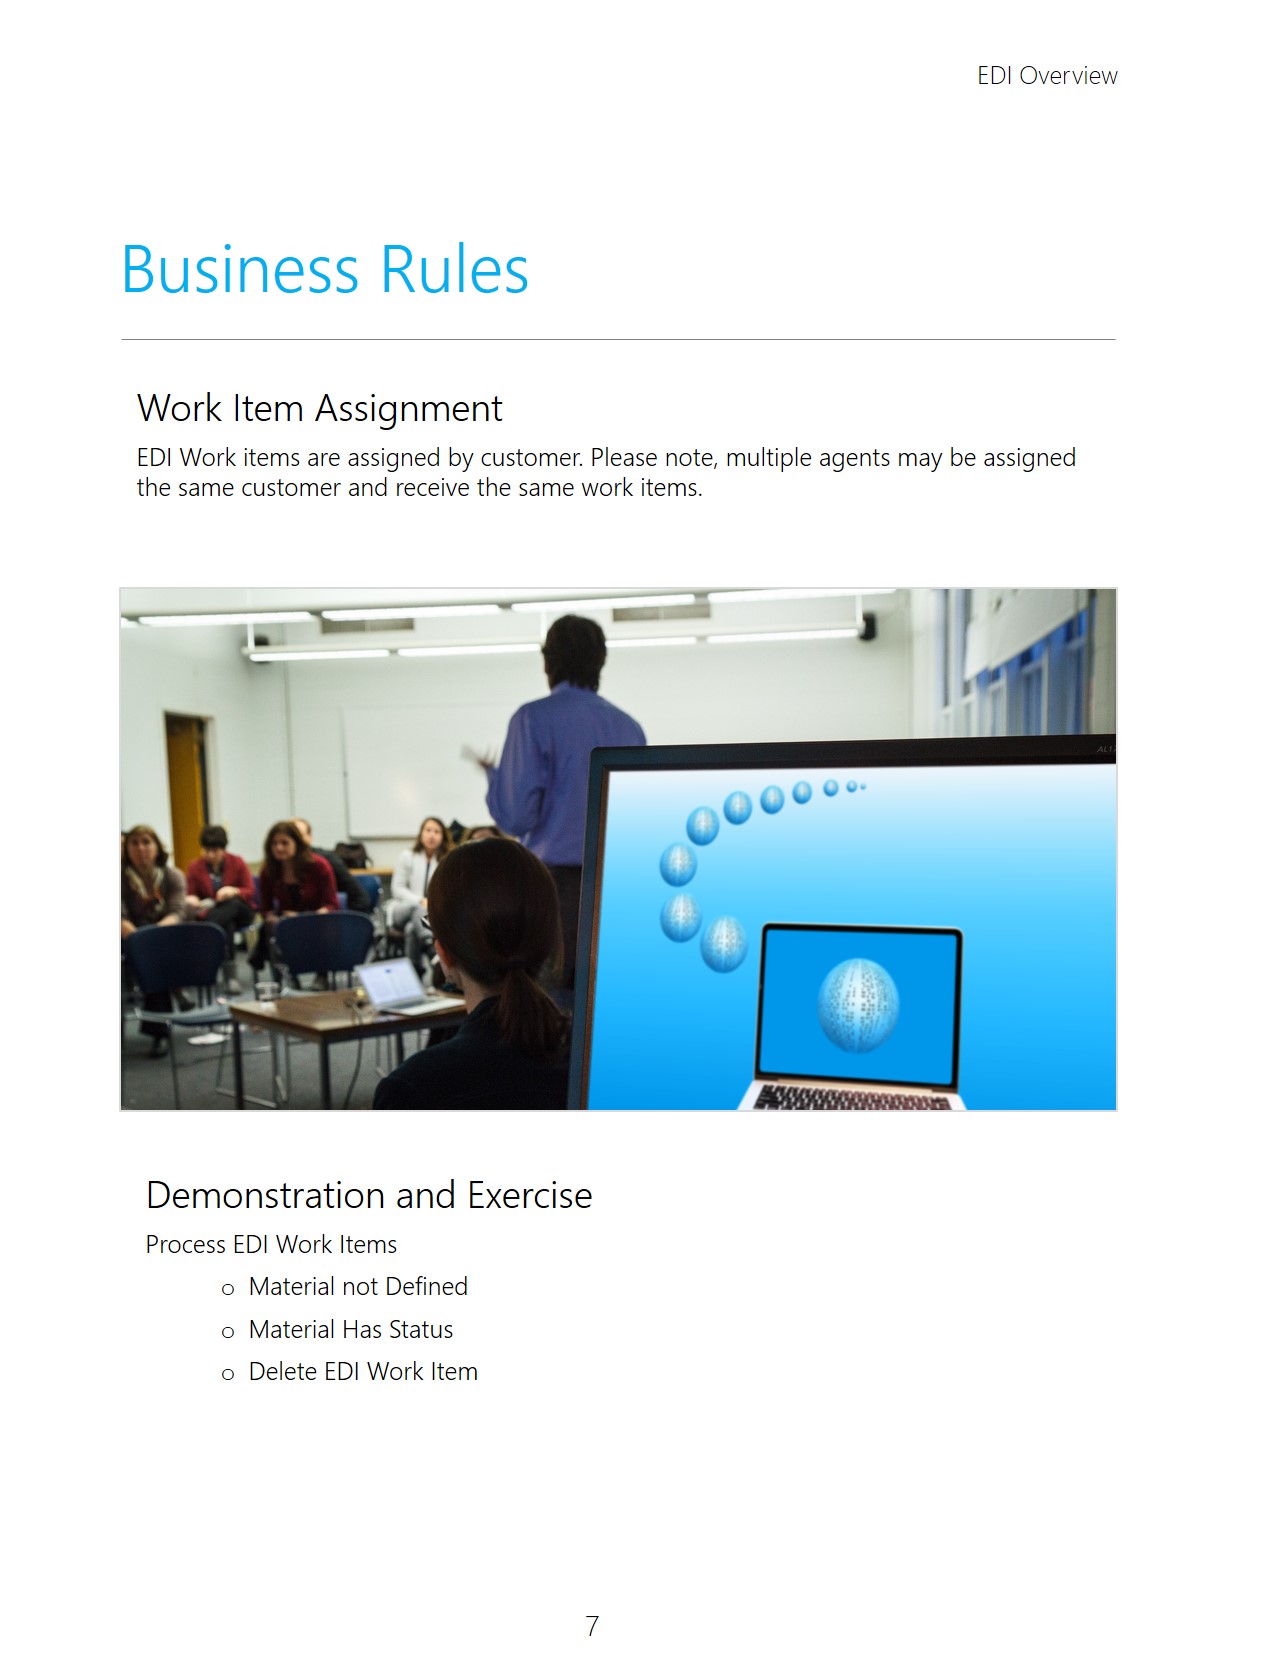 EDI Overview
Business Rules
Work Item Assignment
EDI Work items are assigned by customer. Please note, multiple agents may be assigned
the same customer and receive the same work items.
Demonstration and Exercise
Process EDI Work Items
o Material not Defined
o Material Has Status
o Delete EDI Work Item
7